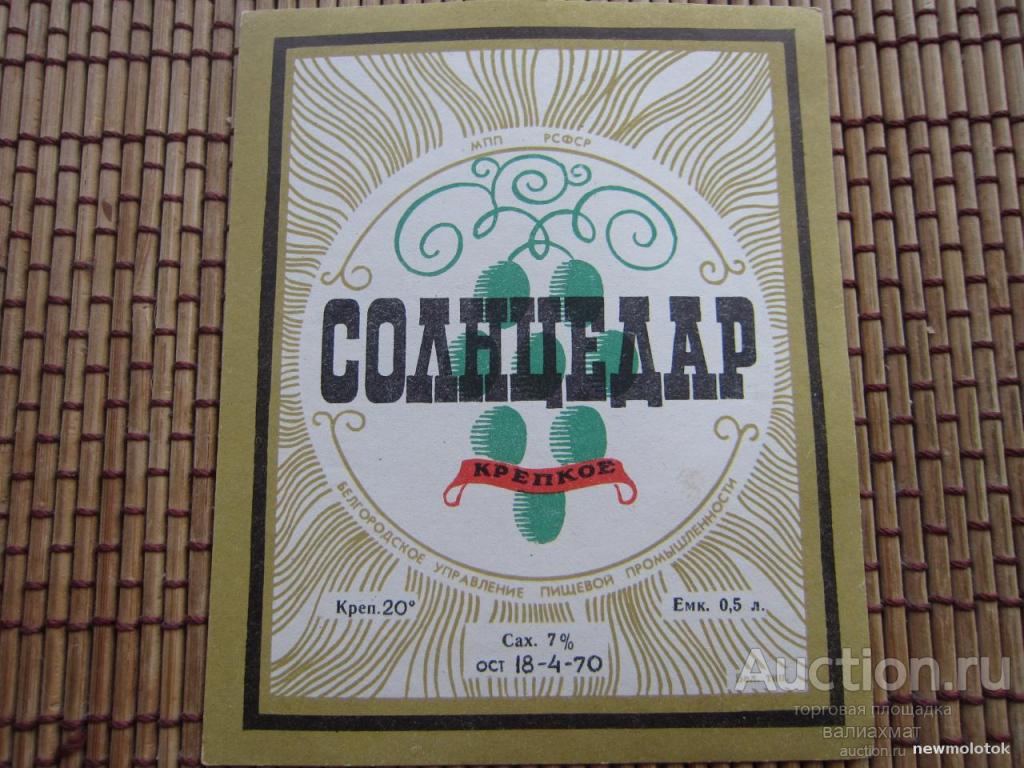 МПП РСФСР
СОЛНЦЕДАР
КРЕПКОЕ
БЕЛГОРОДСКОЕ УПРАВЛЕНИЕ ПИЩЕВОЙ ПРОМЫШЛЕННОСТИ
Креп. 20°
Емк. 0,5 л.
Сах. 7%
ОСТ 18-4-70
Auction.ru
торговая площадка
валиахмат
auction.ru
newmolotok